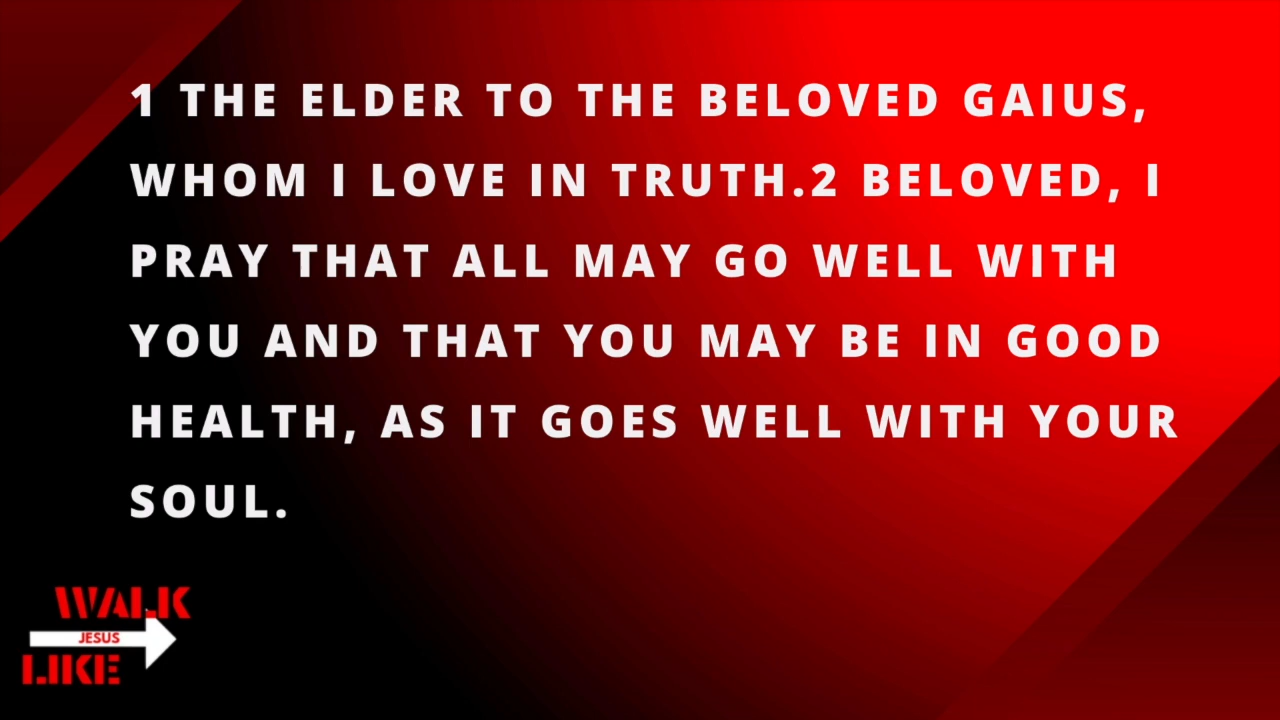 1 THE ELDER TO THE BELOVED GAIUS,
WHOM I LOVE IN TRUTH.2 BELOVED, I
PRAY THAT ALL MAY GO WELL WITH
YOU AND THAT YOU MAY BE IN GOOD
HEALTH, AS IT GOES WELL WITH YOUR
SOUL.
WALK
JESUS
LIKE